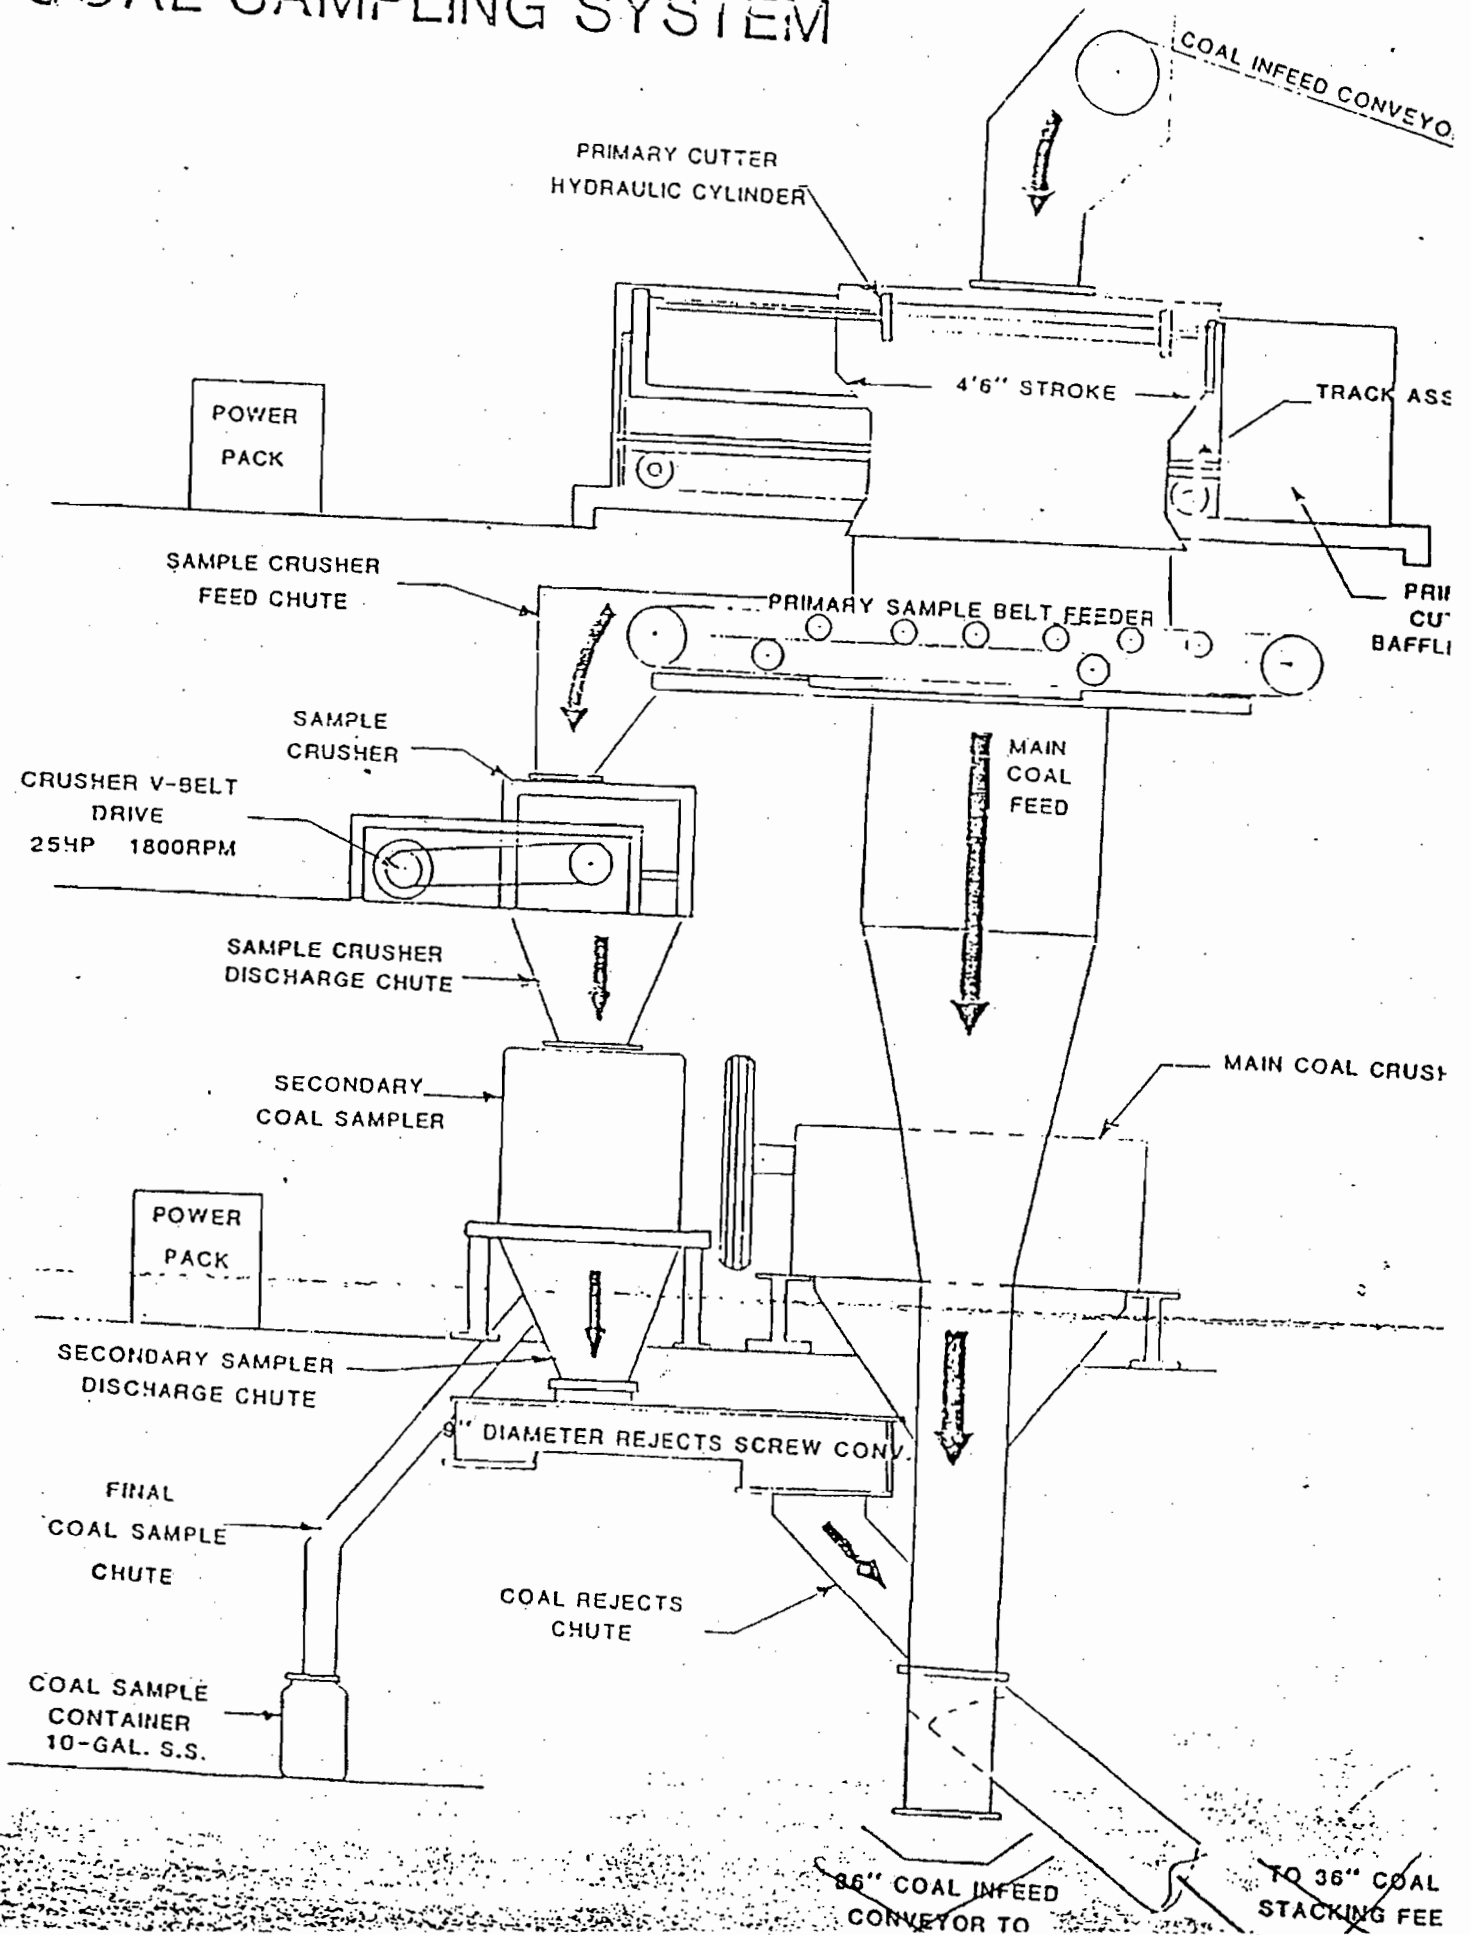 COAL SAMPLING SYSTEM
COAL INFEED CONVEYO
PRIMARY CUTTER
HYDRAULIC CYLINDER
4'6" STROKE
TRACK ASS
POWER
PACK
SAMPLE CRUSHER
FEED CHUTE
PRIMARY SAMPLE BELT FEEDER
PRI
CU
BAFFL
SAMPLE
CRUSHER
MAIN
COAL
FEED
CRUSHER V-BELT
DRIVE
25HP 1800RPM
SAMPLE CRUSHER
DISCHARGE CHUTE
SECONDARY
COAL SAMPLER
MAIN COAL CRUSH
POWER
PACK
SECONDARY SAMPLER
DISCHARGE CHUTE
9" DIAMETER REJECTS SCREW CONV.
FINAL
COAL SAMPLE
CHUTE
COAL REJECTS
CHUTE
COAL SAMPLE
CONTAINER
10-GAL. S.S.
36" COAL INFEED
CONVEYOR TO
TO 36" COAL
STACKING FEE